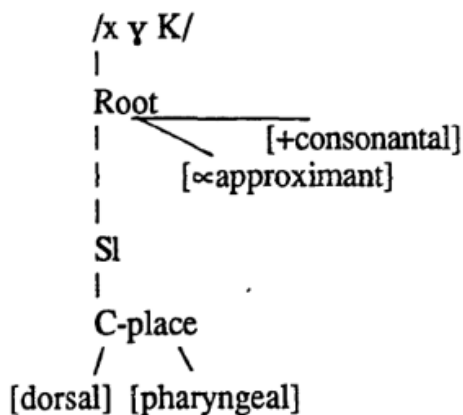 /x ɣ K/
Root
[+consonantal]
[∝approximant]
Sl
C-place
[dorsal] [pharyngeal]